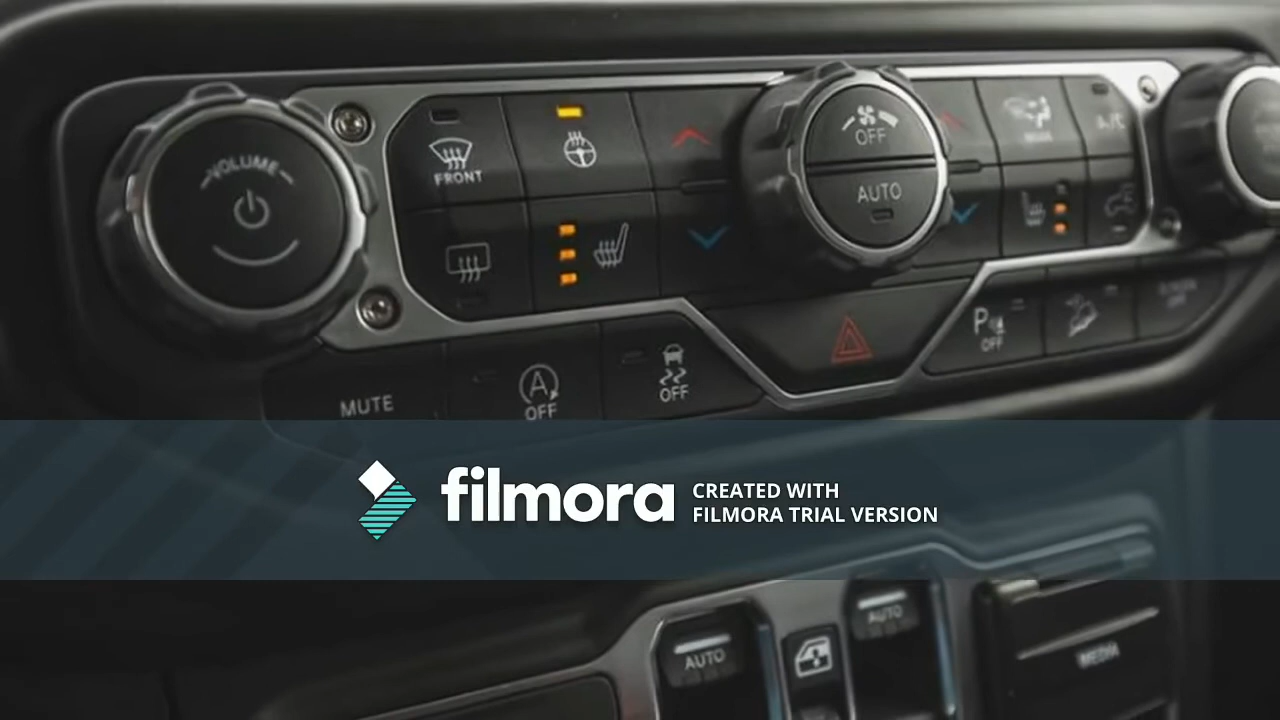 VOLUME
FRONT
OFF
AUTO
A/C
MUTE
A
OFF
OFF
P
OFF
filmora
CREATED WITH
FILMORA TRIAL VERSION
AUTO
AUTO
MEDIA